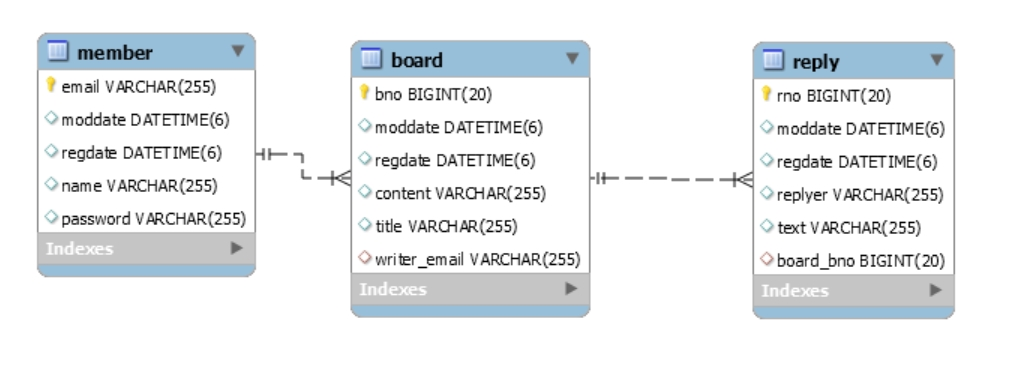 member
email VARCHAR(255)
moddate DATETIME(6)
regdate DATETIME(6)
name VARCHAR(255)
password VARCHAR(255)
Indexes
board
bno BIGINT(20)
moddate DATETIME(6)
regdate DATETIME(6)
content VARCHAR(255)
title VARCHAR(255)
writer_email VARCHAR(255)
Indexes
reply
rno BIGINT(20)
moddate DATETIME(6)
regdate DATETIME(6)
replyer VARCHAR(255)
text VARCHAR(255)
board_bno BIGINT(20)
Indexes